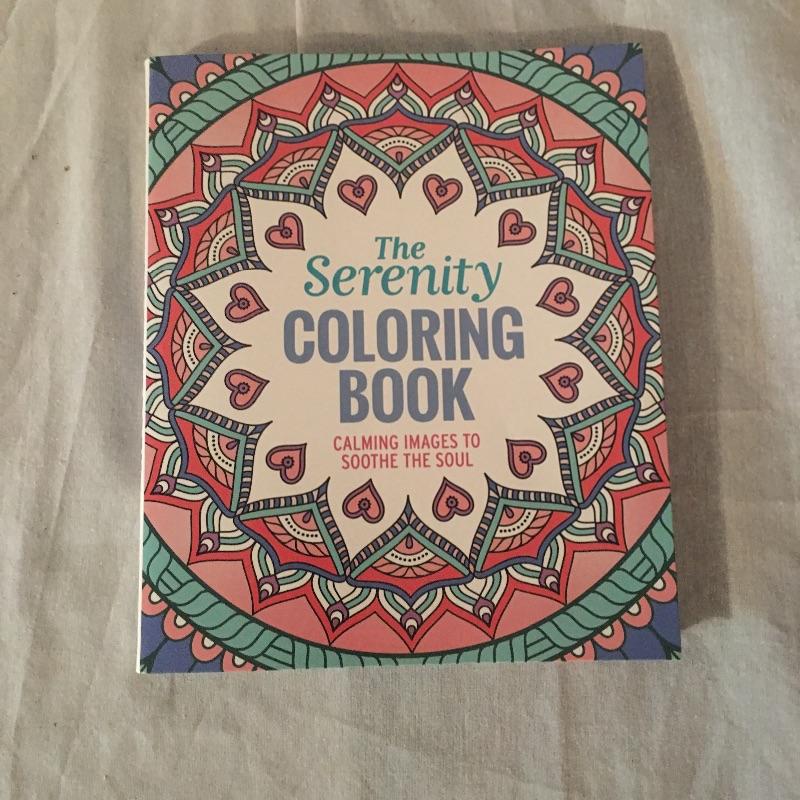 The
Serenity
COLORING
BOOK
CALMING IMAGES TO
SOOTHE THE SOUL